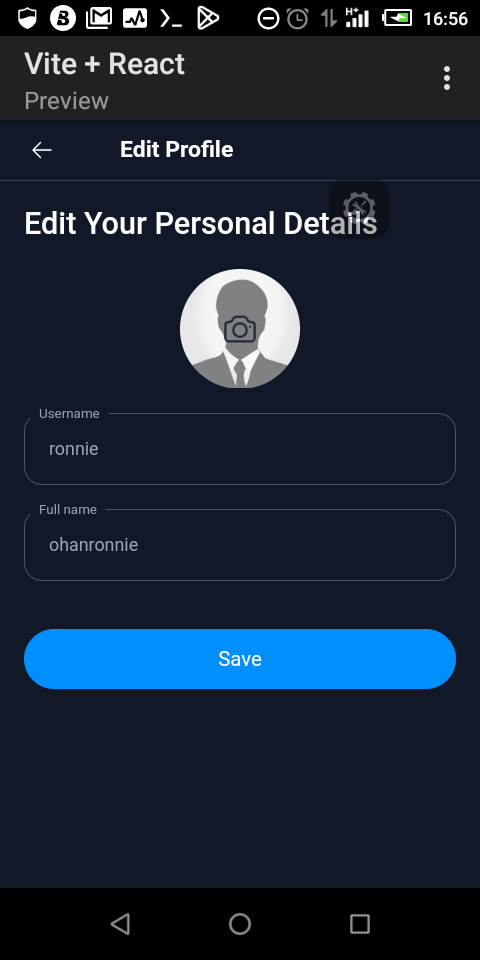 16:56
Vite + React
Preview
Edit Profile
Edit Your Personal Details
Username
ronnie
Full name
ohanronnie
Save